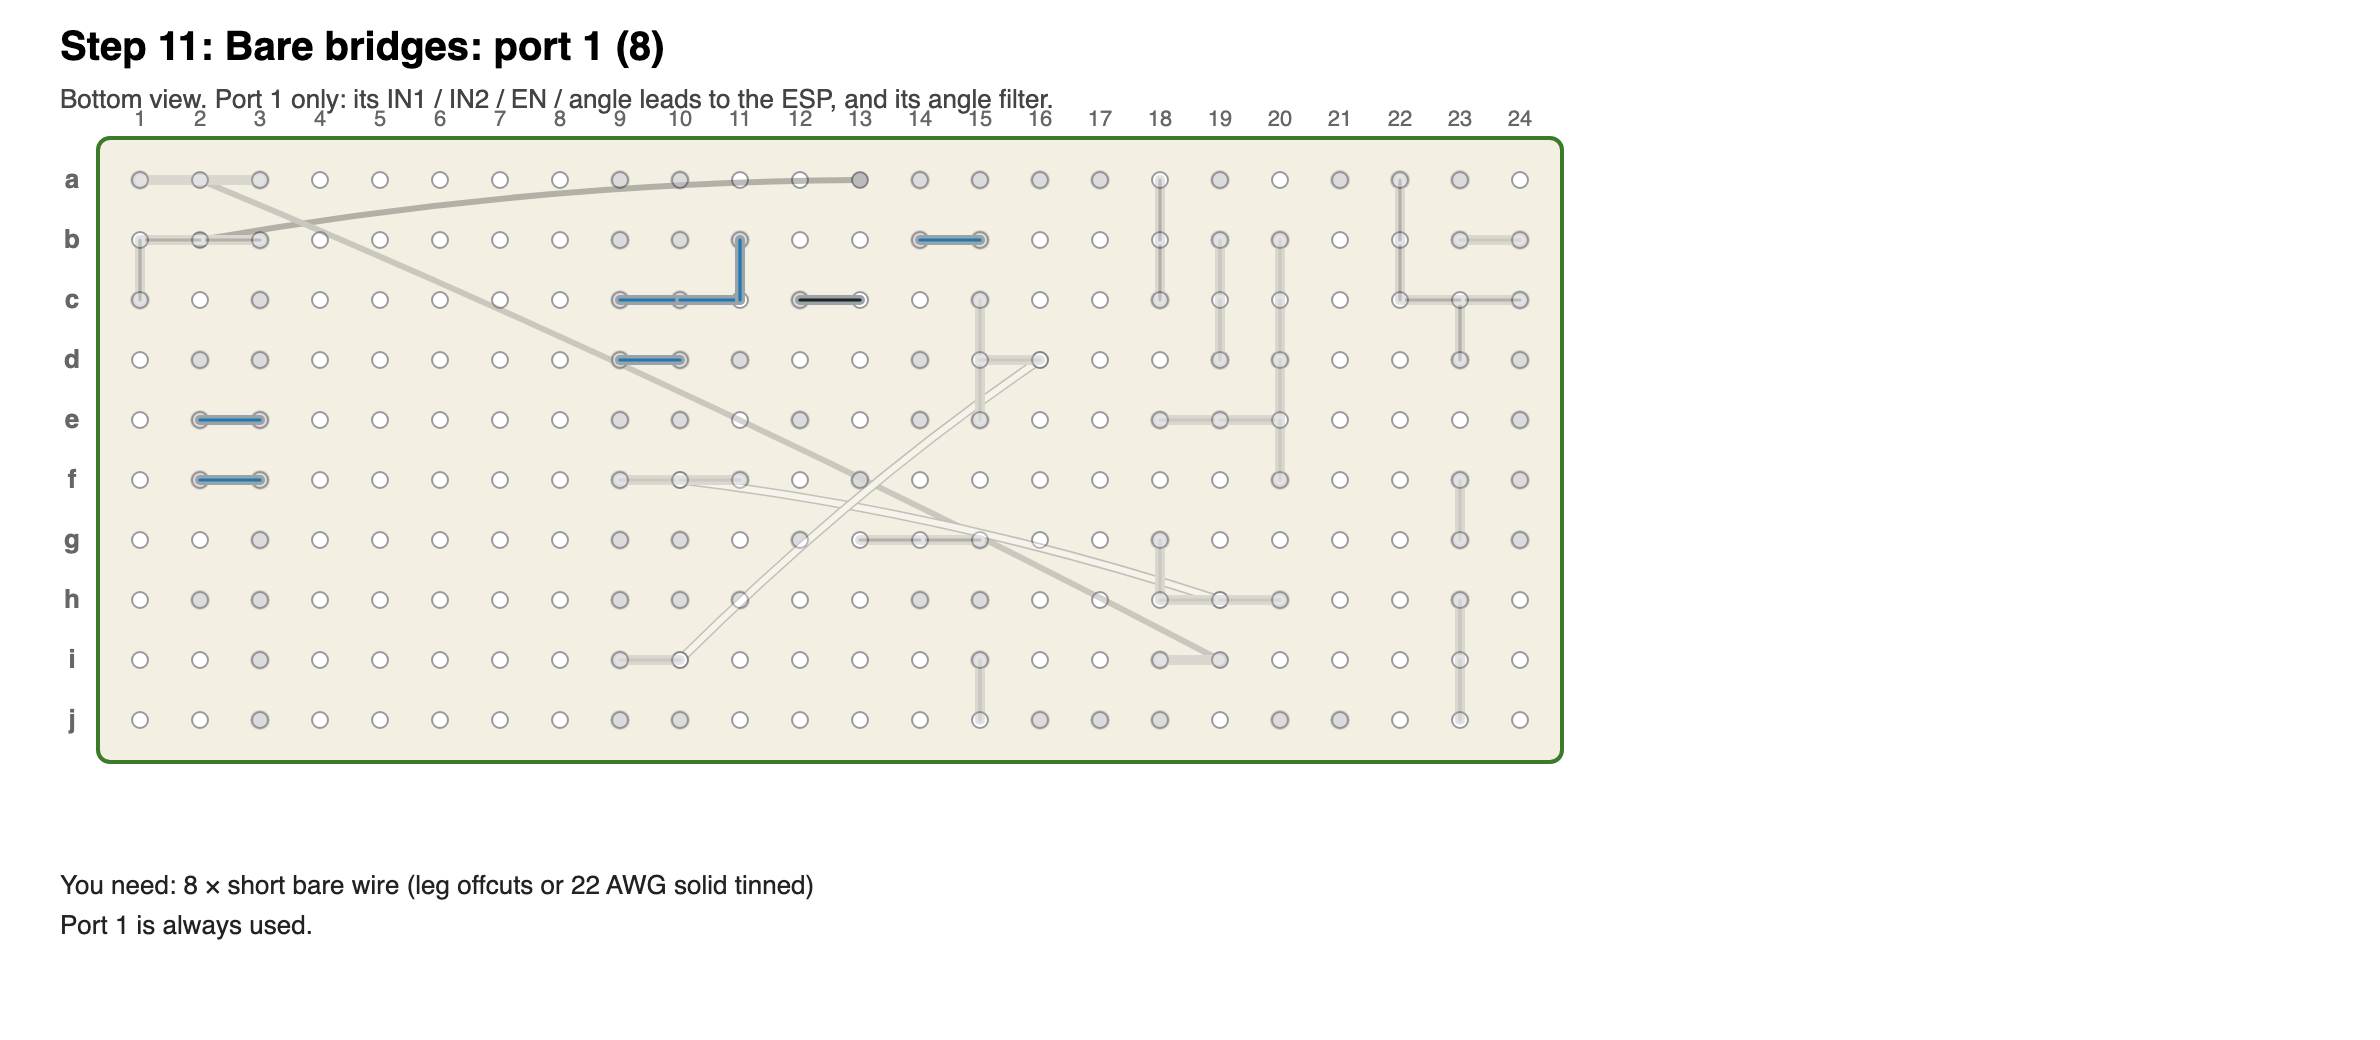 Step 11: Bare bridges: port 1 (8)
Bottom view. Port 1 only: its IN1 / IN2 / EN / angle leads to the ESP, and its angle filter.
1 2 3 4 5 6 7 8 9 10 11 12 13 14 15 16 17 18 19 20 21 22 23 24
a
b
c
d
e
f
g
h
i
j
You need: 8 × short bare wire (leg offcuts or 22 AWG solid tinned)
Port 1 is always used.